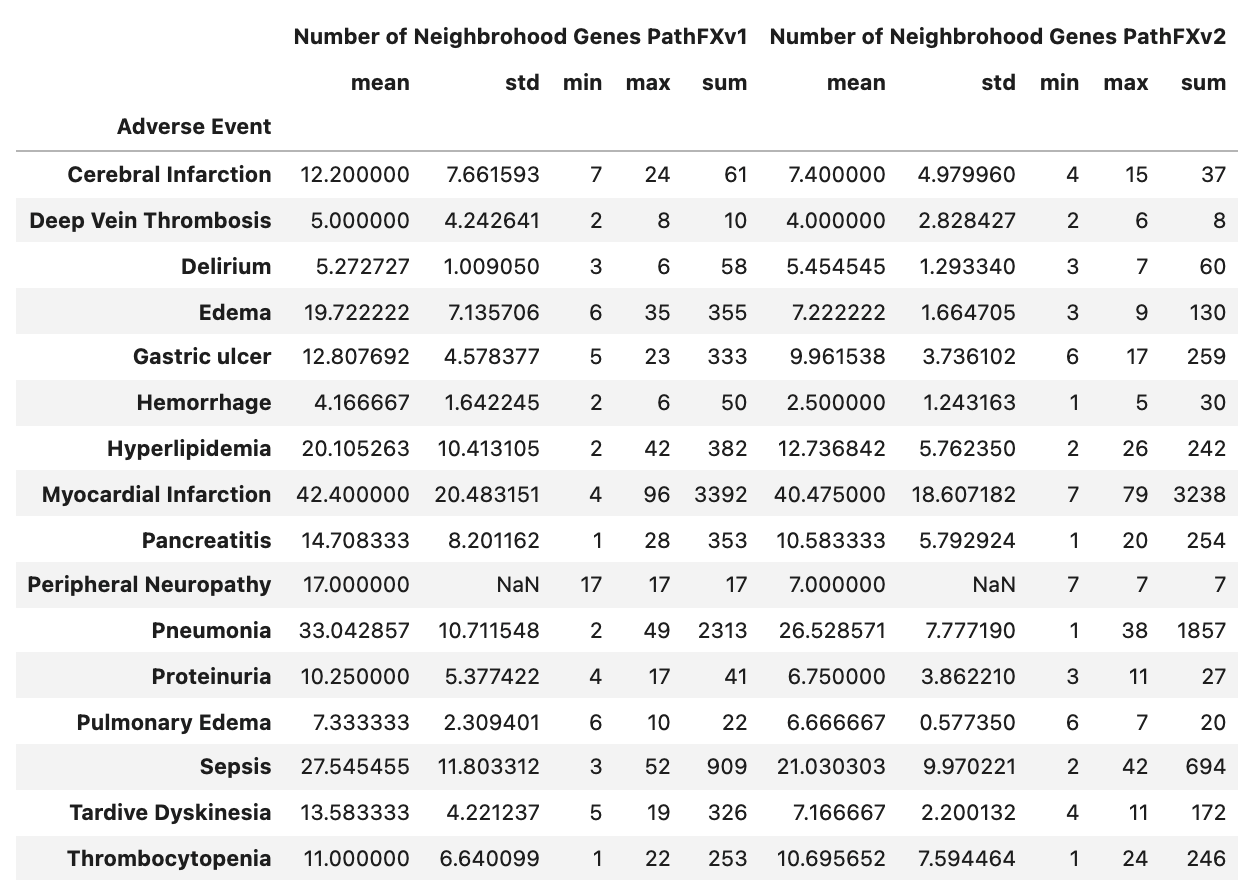 Number of Neighbrohood Genes PathFXv1 Number of Neighbrohood Genes PathFXv2
mean std min max sum mean std min max sum
Adverse Event
Cerebral Infarction 12.200000 7.661593 7 24 61 7.400000 4.979960 4 15 37
Deep Vein Thrombosis 5.000000 4.242641 2 8 10 4.000000 2.828427 2 6 8
Delirium 5.272727 1.009050 3 6 58 5.454545 1.293340 3 7 60
Edema 19.722222 7.135706 6 35 355 7.222222 1.664705 3 9 130
Gastric ulcer 12.807692 4.578377 5 23 333 9.961538 3.736102 6 17 259
Hemorrhage 4.166667 1.642245 2 6 50 2.500000 1.243163 1 5 30
Hyperlipidemia 20.105263 10.413105 2 42 382 12.736842 5.762350 2 26 242
Myocardial Infarction 42.400000 20.483151 4 96 3392 40.475000 18.607182 7 79 3238
Pancreatitis 14.708333 8.201162 1 28 353 10.583333 5.792924 1 20 254
Peripheral Neuropathy 17.000000 NaN 17 17 17 7.000000 NaN 7 7 7
Pneumonia 33.042857 10.711548 2 49 2313 26.528571 7.777190 1 38 1857
Proteinuria 10.250000 5.377422 4 17 41 6.750000 3.862210 3 11 27
Pulmonary Edema 7.333333 2.309401 6 10 22 6.666667 0.577350 6 7 20
Sepsis 27.545455 11.803312 3 52 909 21.030303 9.970221 2 42 694
Tardive Dyskinesia 13.583333 4.221237 5 19 326 7.166667 2.200132 4 11 172
Thrombocytopenia 11.000000 6.640099 1 22 253 10.695652 7.594464 1 24 246